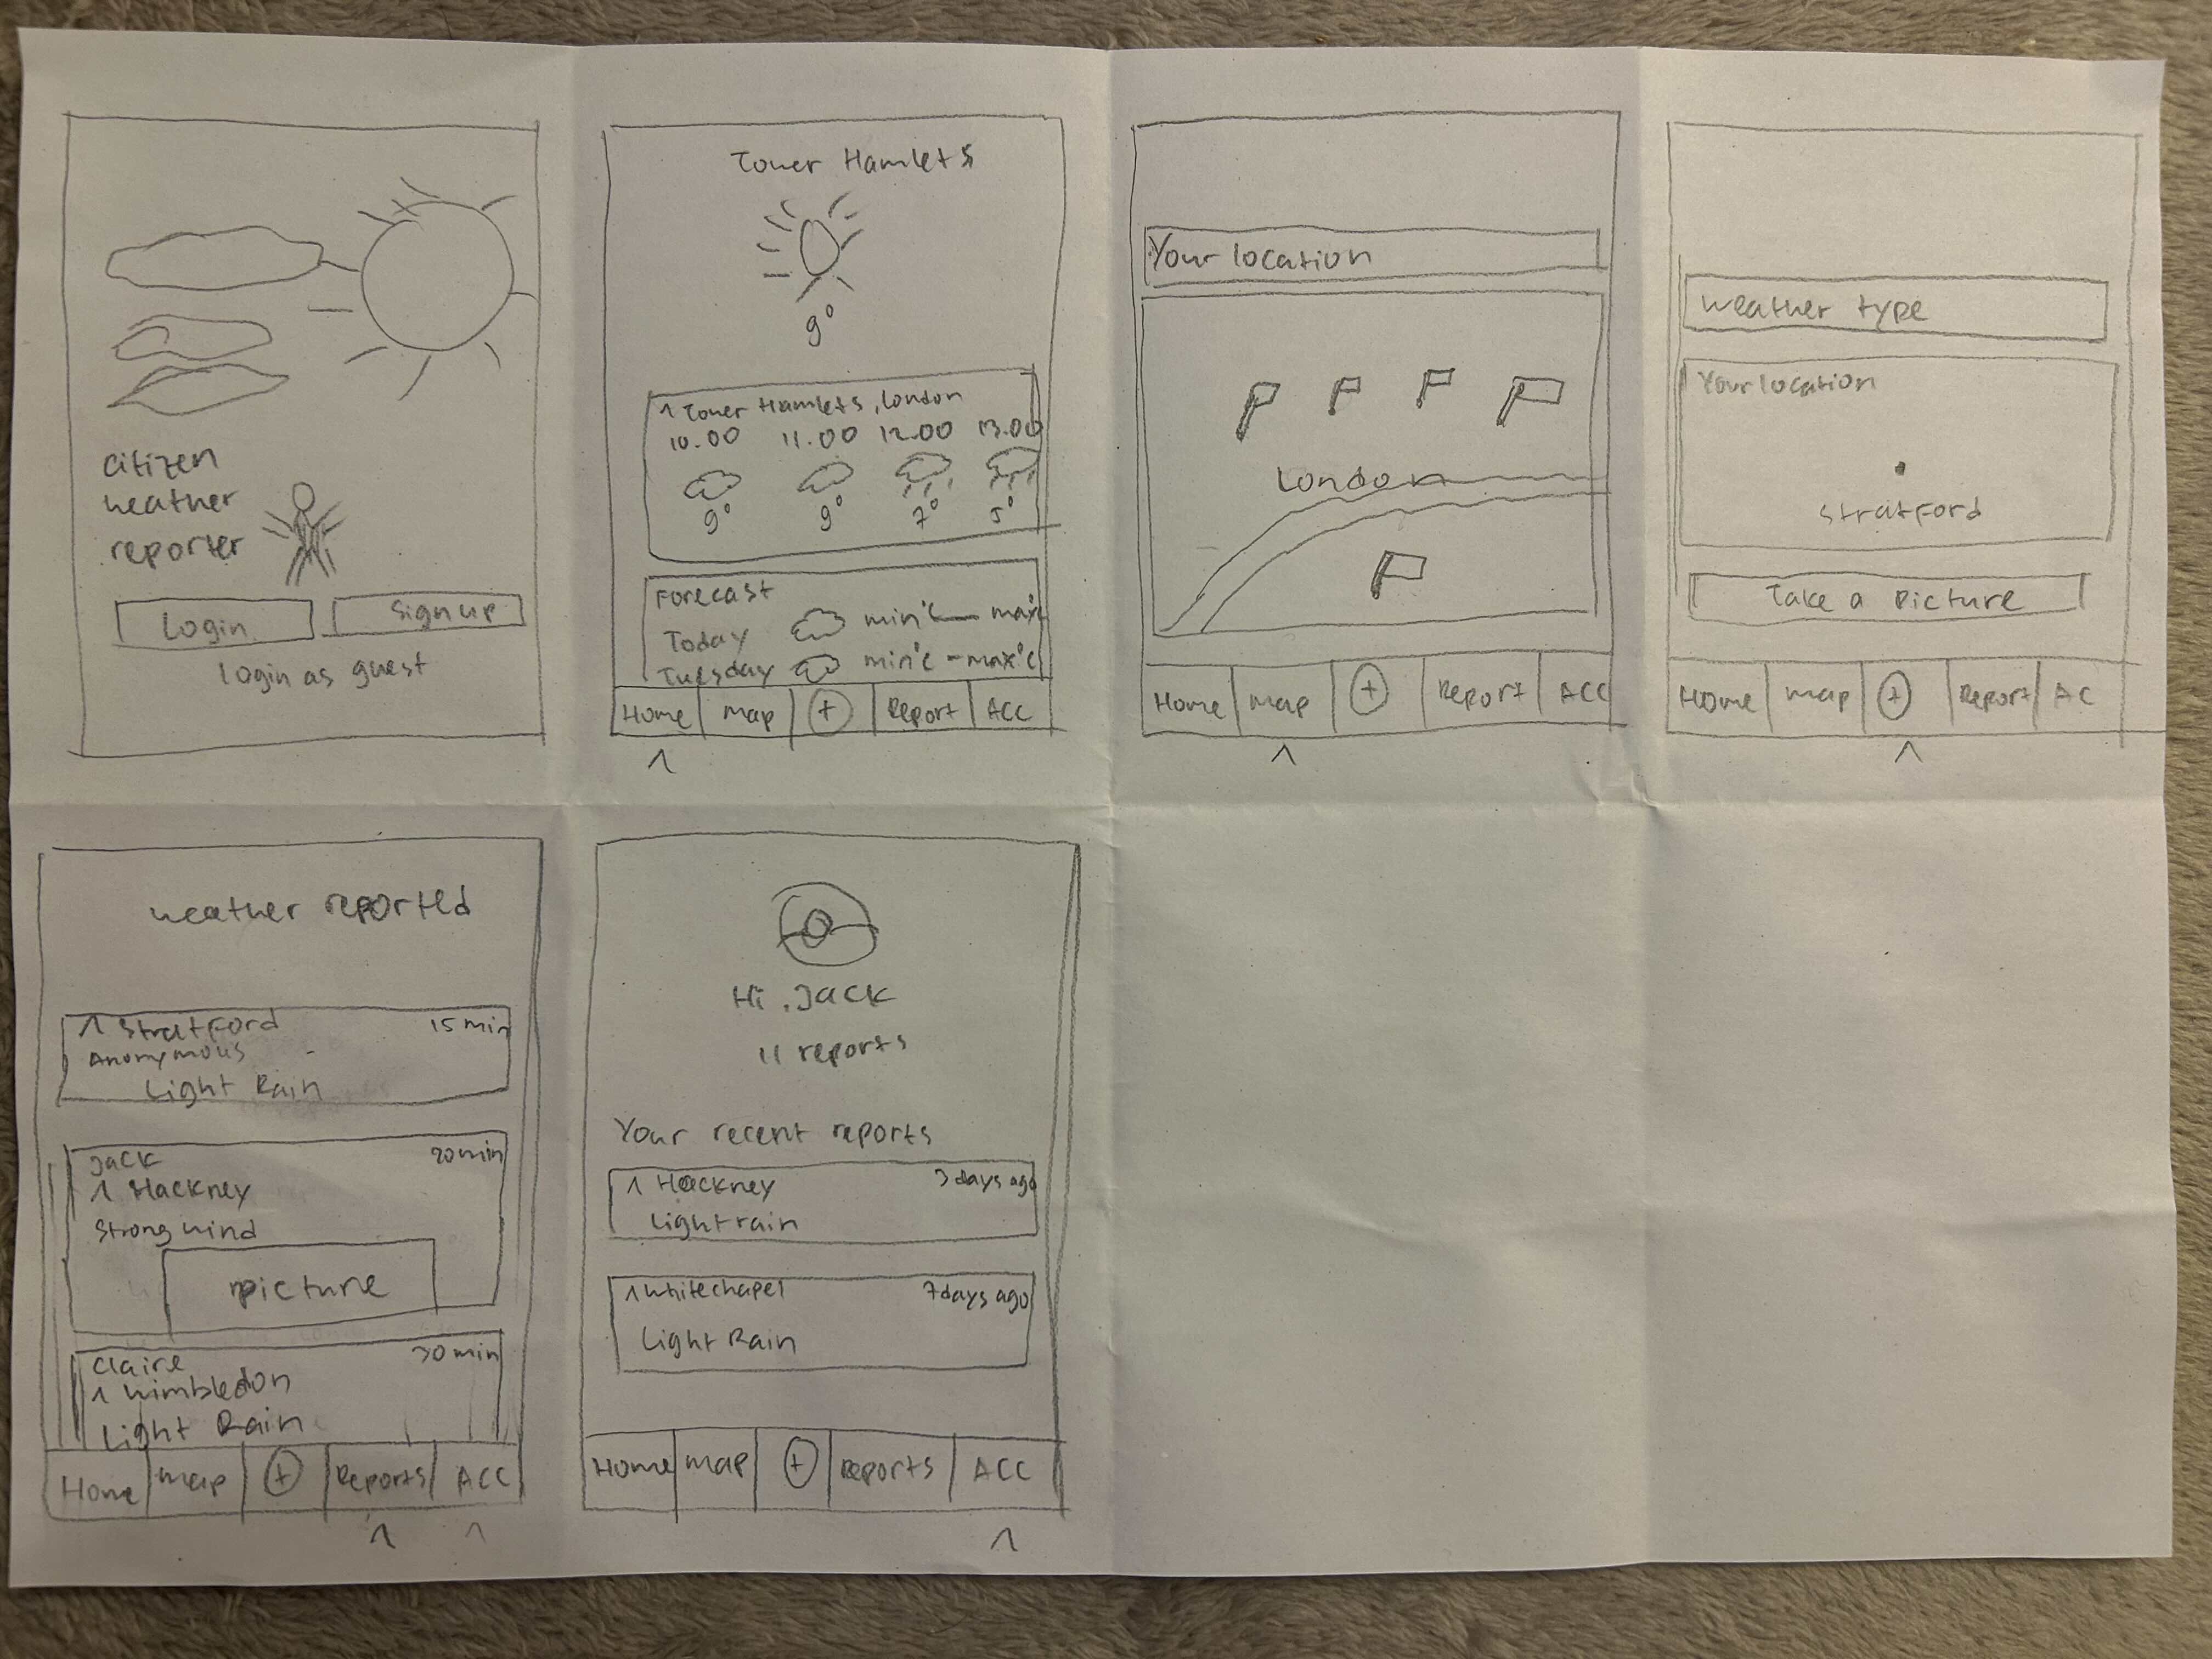 citizen
weather
reporter
Login
Sign up
login as guest
Tower Hamlets
9°
Tower Hamlets, London
10.00 11.00 12.00 13.00
9° 9° 7° 5°
Forecast
Today min°c — max°c
Tuesday min°c - max°c
Home map + Report ACC
Your location
London
Home map + Report ACC
weather type
Your location
Stratford
Take a picture
Home map + Report AC
weather reported
Stratford 15 min
Anonymous
Light Rain
Jack 20 min
Hackney
Strong wind
picture
Claire 30 min
Wimbledon
Light Rain
Home map + Reports ACC
Hi, Jack
11 reports
Your recent reports
Hackney 3 days ago
Light rain
Whitechapel 7 days ago
Light Rain
Home map + Reports ACC